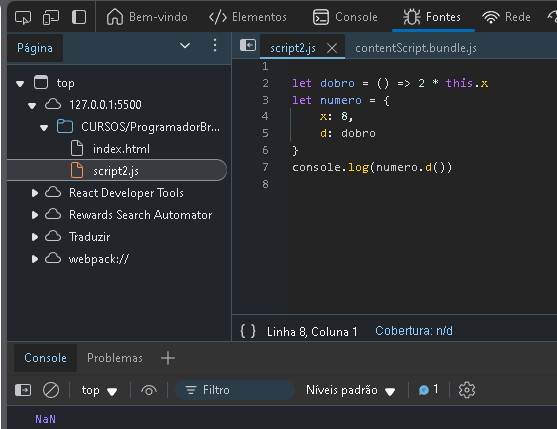 Bem-vindo Elementos Console Fontes Rede
Página
script2.js contentScript.bundle.js
top
127.0.0.1:5500
CURSOS/ProgramadorBr...
index.html
script2.js
React Developer Tools
Rewards Search Automator
Traduzir
webpack://
1
2 let dobro = () => 2 * this.x
3 let numero = {
4 x: 8,
5 d: dobro
6 }
7 console.log(numero.d())
8
{ } Linha 8, Coluna 1 Cobertura: n/d
Console Problemas
top Filtro Níveis padrão 1
NaN